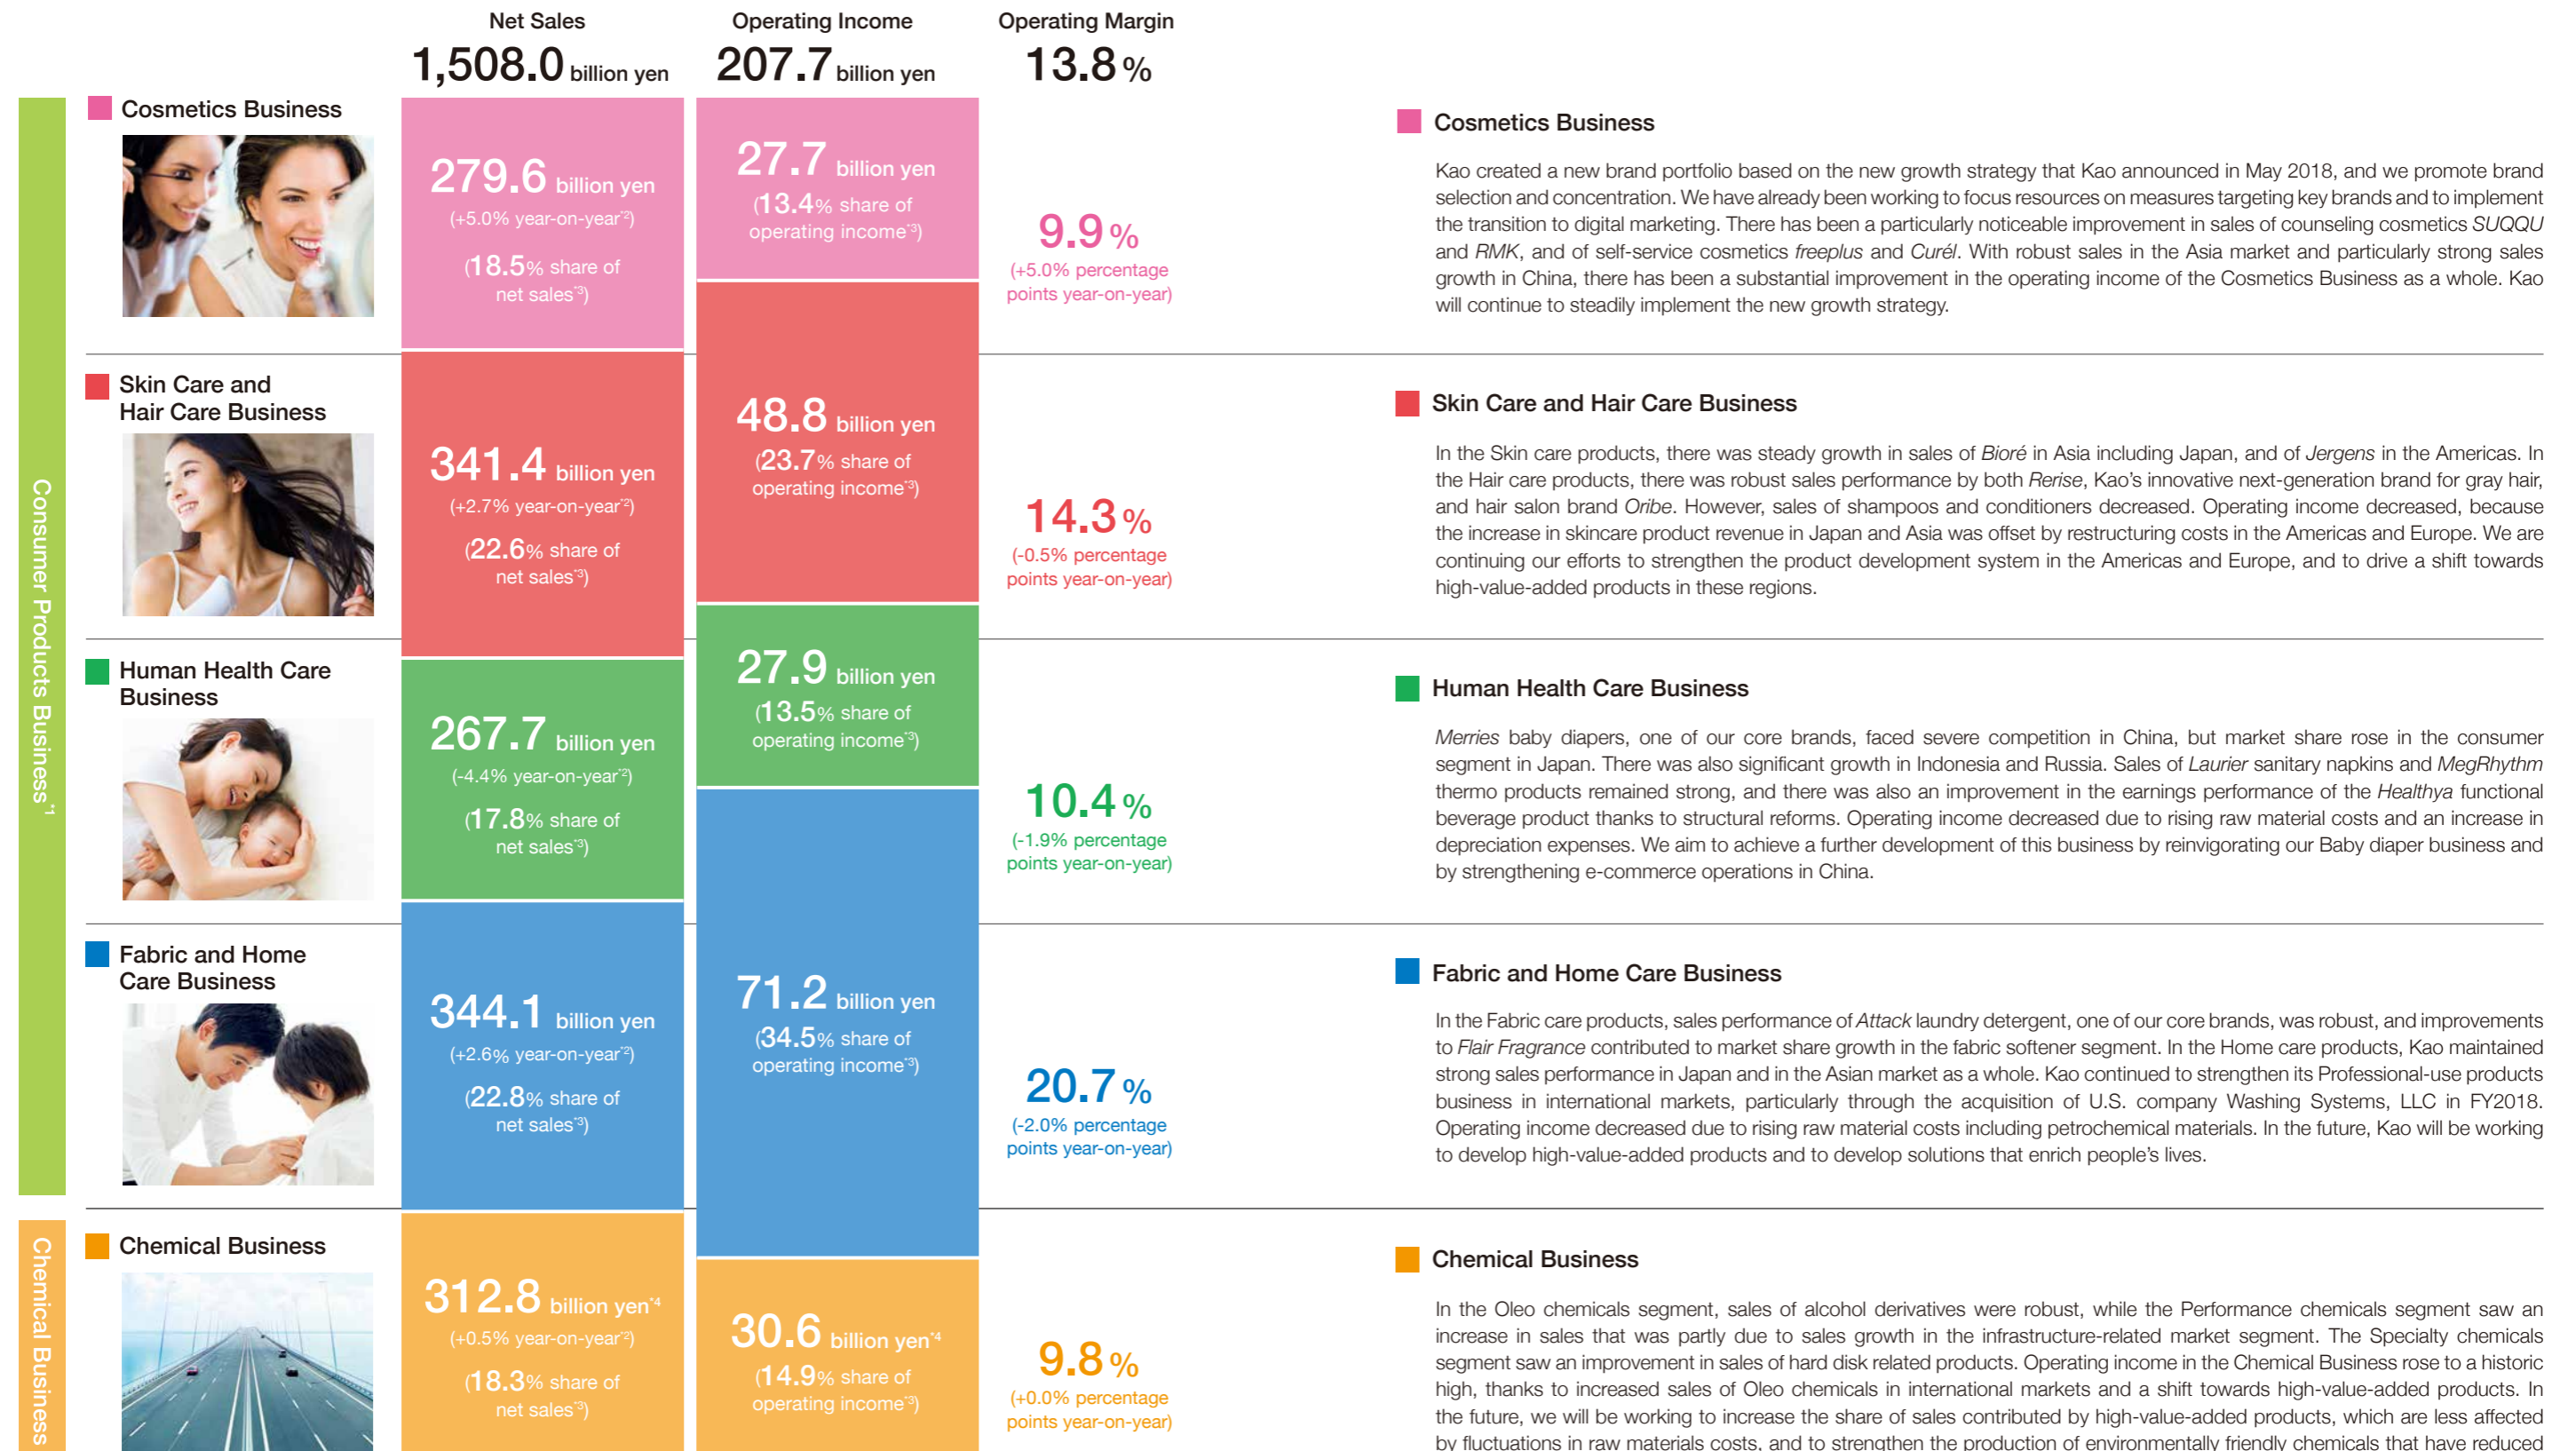 Net Sales
1,508.0 billion yen
Operating Income
207.7 billion yen
Operating Margin
13.8 %
Consumer Products Business*1
Cosmetics Business
279.6 billion yen
(+5.0% year-on-year*2)
(18.5% share of
net sales*3)
27.7 billion yen
(13.4% share of
operating income*3)
9.9 %
(+5.0% percentage
points year-on-year)
Cosmetics Business
Kao created a new brand portfolio based on the new growth strategy that Kao announced in May 2018, and we promote brand
selection and concentration. We have already been working to focus resources on measures targeting key brands and to implement
the transition to digital marketing. There has been a particularly noticeable improvement in sales of counseling cosmetics SUQQU
and RMK, and of self-service cosmetics freeplus and Curél. With robust sales in the Asia market and particularly strong sales
growth in China, there has been a substantial improvement in the operating income of the Cosmetics Business as a whole. Kao
will continue to steadily implement the new growth strategy.
Skin Care and
Hair Care Business
341.4 billion yen
(+2.7% year-on-year*2)
(22.6% share of
net sales*3)
48.8 billion yen
(23.7% share of
operating income*3)
14.3 %
(-0.5% percentage
points year-on-year)
Skin Care and Hair Care Business
In the Skin care products, there was steady growth in sales of Bioré in Asia including Japan, and of Jergens in the Americas. In
the Hair care products, there was robust sales performance by both Rerise, Kao's innovative next-generation brand for gray hair,
and hair salon brand Oribe. However, sales of shampoos and conditioners decreased. Operating income decreased, because
the increase in skincare product revenue in Japan and Asia was offset by restructuring costs in the Americas and Europe. We are
continuing our efforts to strengthen the product development system in the Americas and Europe, and to drive a shift towards
high-value-added products in these regions.
Human Health Care
Business
267.7 billion yen
(-4.4% year-on-year*2)
(17.8% share of
net sales*3)
27.9 billion yen
(13.5% share of
operating income*3)
10.4 %
(-1.9% percentage
points year-on-year)
Human Health Care Business
Merries baby diapers, one of our core brands, faced severe competition in China, but market share rose in the consumer
segment in Japan. There was also significant growth in Indonesia and Russia. Sales of Laurier sanitary napkins and MegRhythm
thermo products remained strong, and there was also an improvement in the earnings performance of the Healthya functional
beverage product thanks to structural reforms. Operating income decreased due to rising raw material costs and an increase in
depreciation expenses. We aim to achieve a further development of this business by reinvigorating our Baby diaper business and
by strengthening e-commerce operations in China.
Fabric and Home
Care Business
344.1 billion yen
(+2.6% year-on-year*2)
(22.8% share of
net sales*3)
71.2 billion yen
(34.5% share of
operating income*3)
20.7 %
(-2.0% percentage
points year-on-year)
Fabric and Home Care Business
In the Fabric care products, sales performance of Attack laundry detergent, one of our core brands, was robust, and improvements
to Flair Fragrance contributed to market share growth in the fabric softener segment. In the Home care products, Kao maintained
strong sales performance in Japan and in the Asian market as a whole. Kao continued to strengthen its Professional-use products
business in international markets, particularly through the acquisition of U.S. company Washing Systems, LLC in FY2018.
Operating income decreased due to rising raw material costs including petrochemical materials. In the future, Kao will be working
to develop high-value-added products and to develop solutions that enrich people's lives.
Chemical Business
Chemical Business
312.8 billion yen*4
(+0.5% year-on-year*2)
(18.3% share of
net sales*3)
30.6 billion yen*4
(14.9% share of
operating income*3)
9.8 %
(+0.0% percentage
points year-on-year)
Chemical Business
In the Oleo chemicals segment, sales of alcohol derivatives were robust, while the Performance chemicals segment saw an
increase in sales that was partly due to sales growth in the infrastructure-related market segment. The Specialty chemicals
segment saw an improvement in sales of hard disk related products. Operating income in the Chemical Business rose to a historic
high, thanks to increased sales of Oleo chemicals in international markets and a shift towards high-value-added products. In
the future, we will be working to increase the share of sales contributed by high-value-added products, which are less affected
by fluctuations in raw materials costs, and to strengthen the production of environmentally friendly chemicals that have reduced